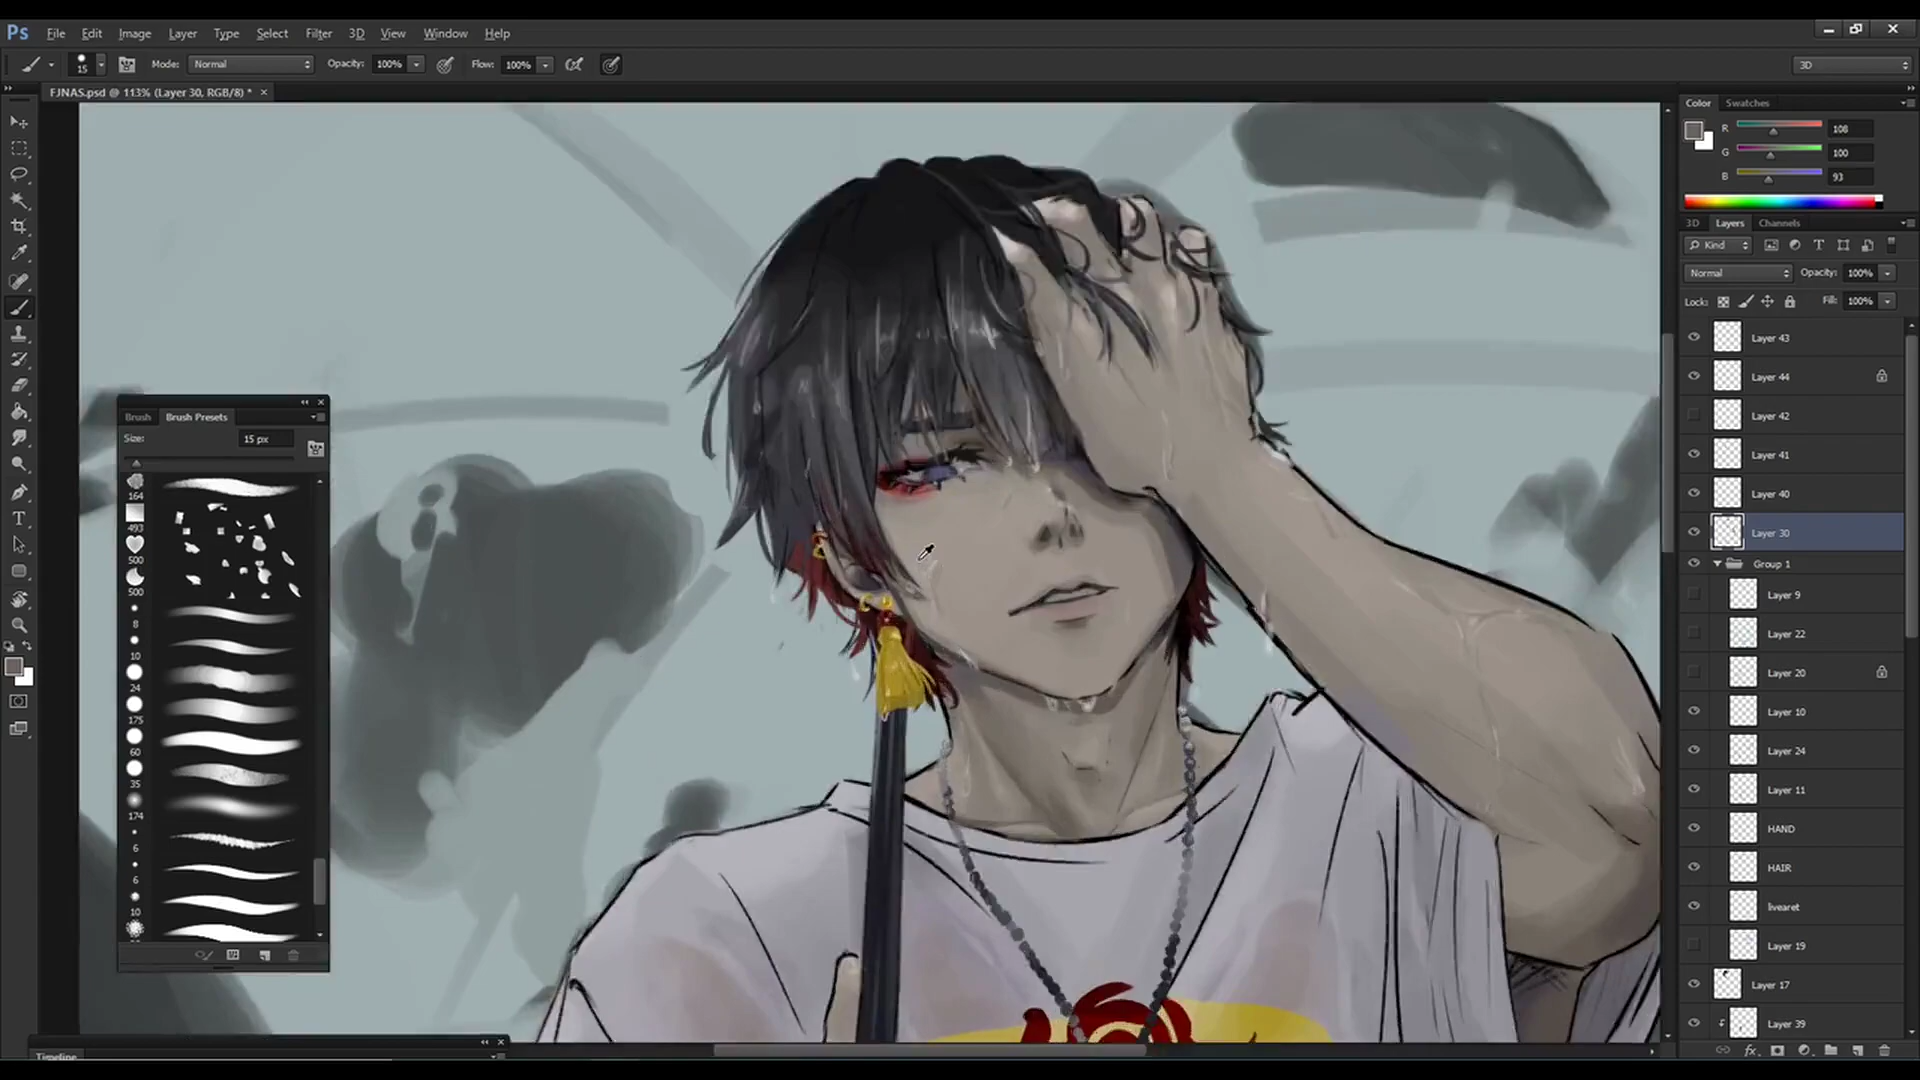 Ps File Edit Image Layer Type Select Filter 3D View Window Help
15 Mode: Normal Opacity: 100% Flow: 100% 3D
FJNAS.psd @ 113% (Layer 30, RGB/8) * ×
Color Swatches
R 108
G 100
B 93
3D Layers Channels
Kind
Normal Opacity: 100%
Lock: Fill: 100%
Layer 43
Layer 44
Layer 42
Layer 41
Layer 40
Layer 30
Group 1
Layer 9
Layer 22
Layer 20
Layer 10
Layer 24
Layer 11
HAND
HAIR
livearet
Layer 19
Layer 17
Layer 39
Brush Brush Presets
Size: 15 px
164
493
500
500
8
10
24
175
60
35
174
6
6
10
Timeline